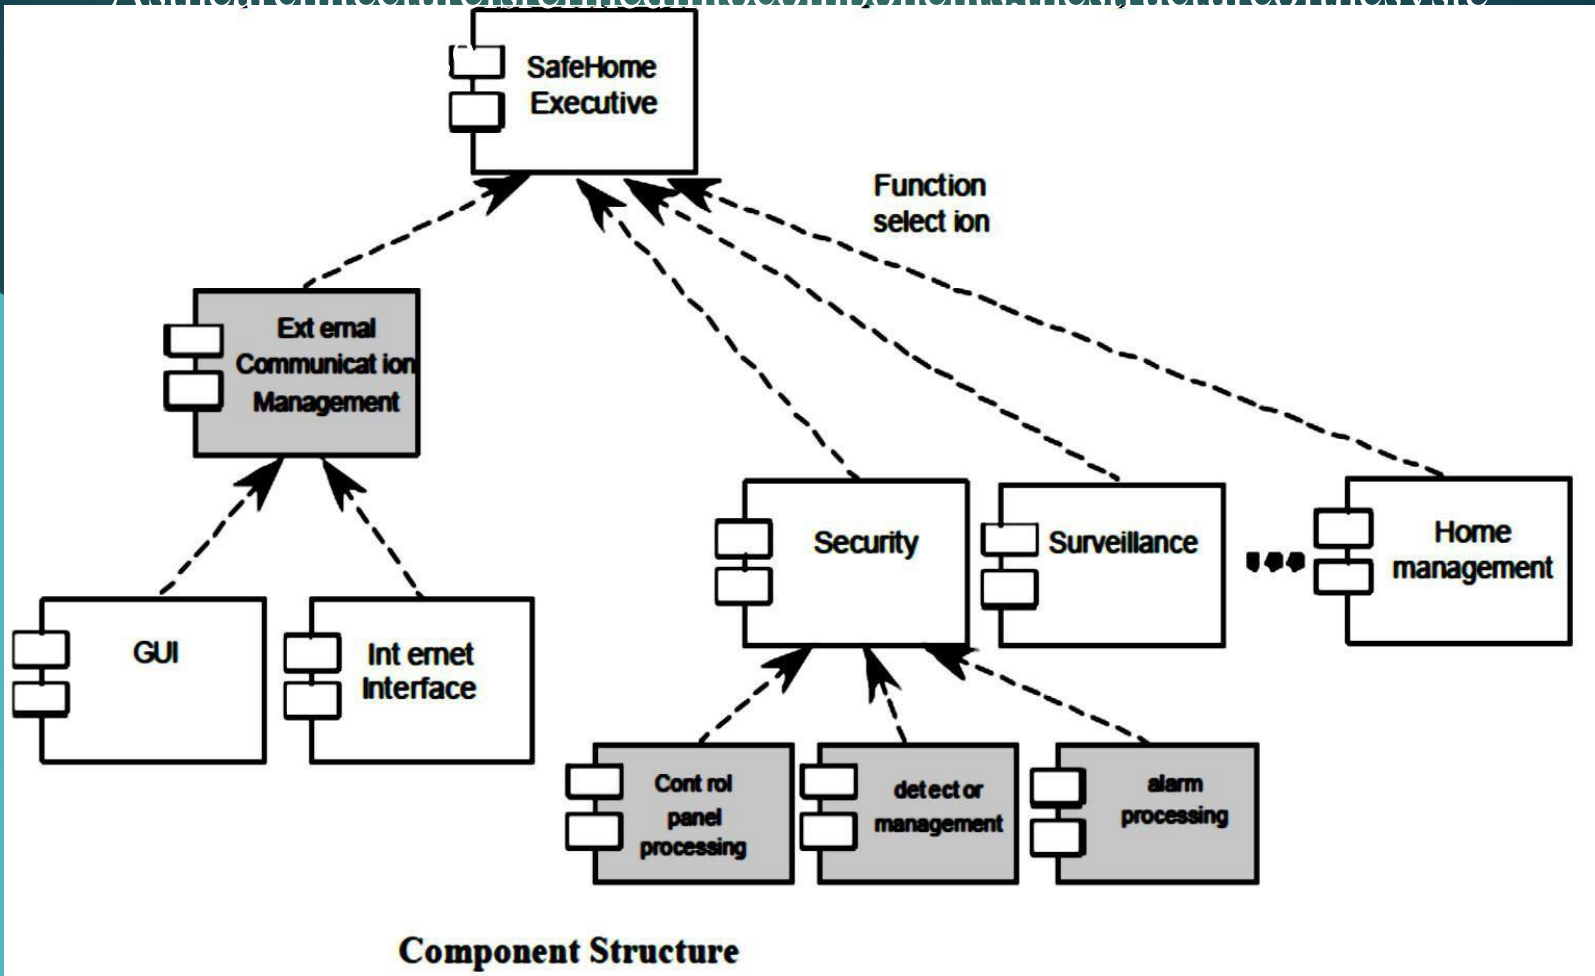 SafeHome
Executive
Function
select ion
Ext ernal
Communicat ion
Management
Security
Surveillance
Home
management
GUI
Int ernet
Interface
Cont rol
panel
processing
det ect or
management
alarm
processing
Component Structure